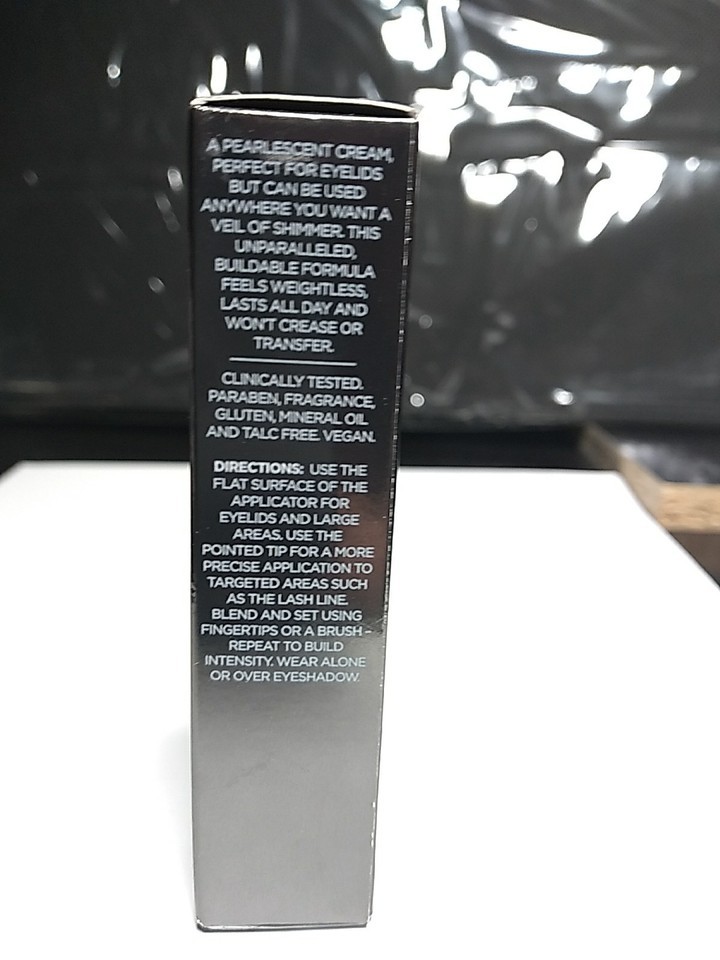 A PEARLESCENT CREAM,
PERFECT FOR EYELIDS
BUT CAN BE USED
ANYWHERE YOU WANT A
VEIL OF SHIMMER. THIS
UNPARALLELED,
BUILDABLE FORMULA
FEELS WEIGHTLESS,
LASTS ALL DAY AND
WON'T CREASE OR
TRANSFER.
CLINICALLY TESTED.
PARABEN, FRAGRANCE,
GLUTEN, MINERAL OIL
AND TALC FREE. VEGAN.
DIRECTIONS: USE THE
FLAT SURFACE OF THE
APPLICATOR FOR
EYELIDS AND LARGE
AREAS. USE THE
POINTED TIP FOR A MORE
PRECISE APPLICATION TO
TARGETED AREAS SUCH
AS THE LASH LINE.
BLEND AND SET USING
FINGERTIPS OR A BRUSH -
REPEAT TO BUILD
INTENSITY. WEAR ALONE
OR OVER EYESHADOW.